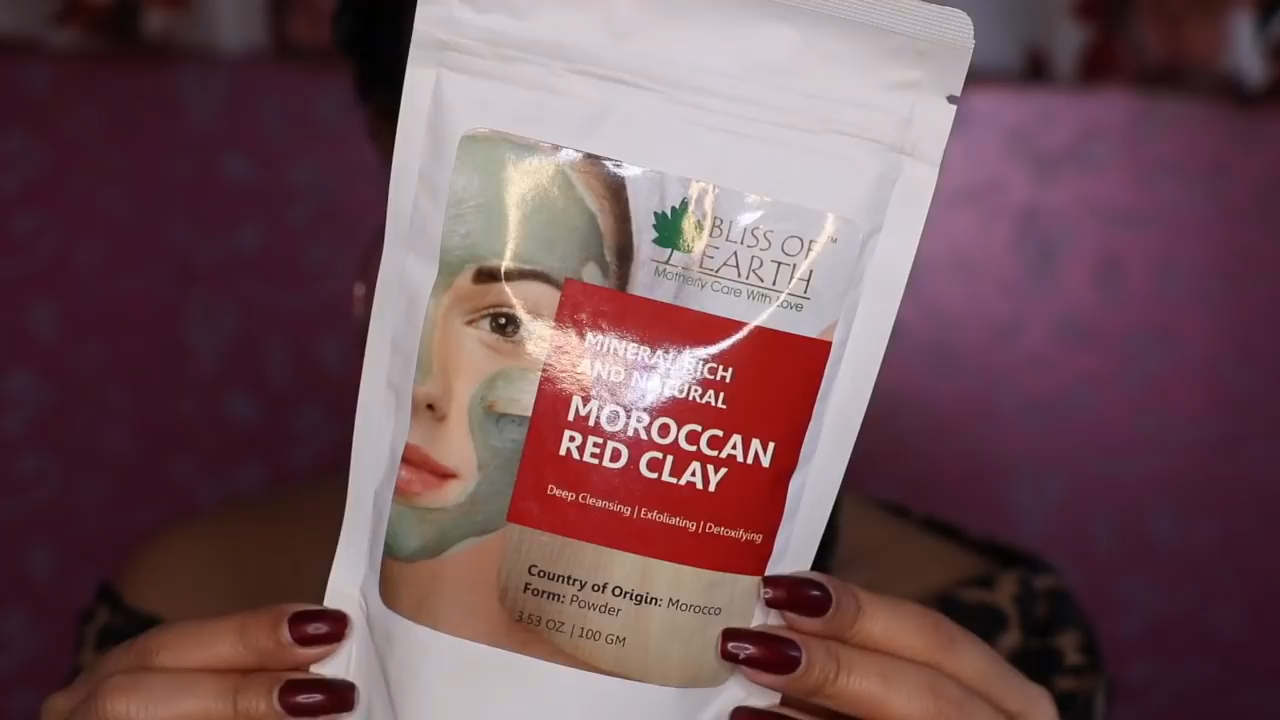 BLISS OF™
EARTH
Motherly Care With Love
MINERAL RICH
AND NATURAL
MOROCCAN
RED CLAY
Deep Cleansing | Exfoliating | Detoxifying
Country of Origin: Morocco
Form: Powder
3.53 OZ. | 100 GM